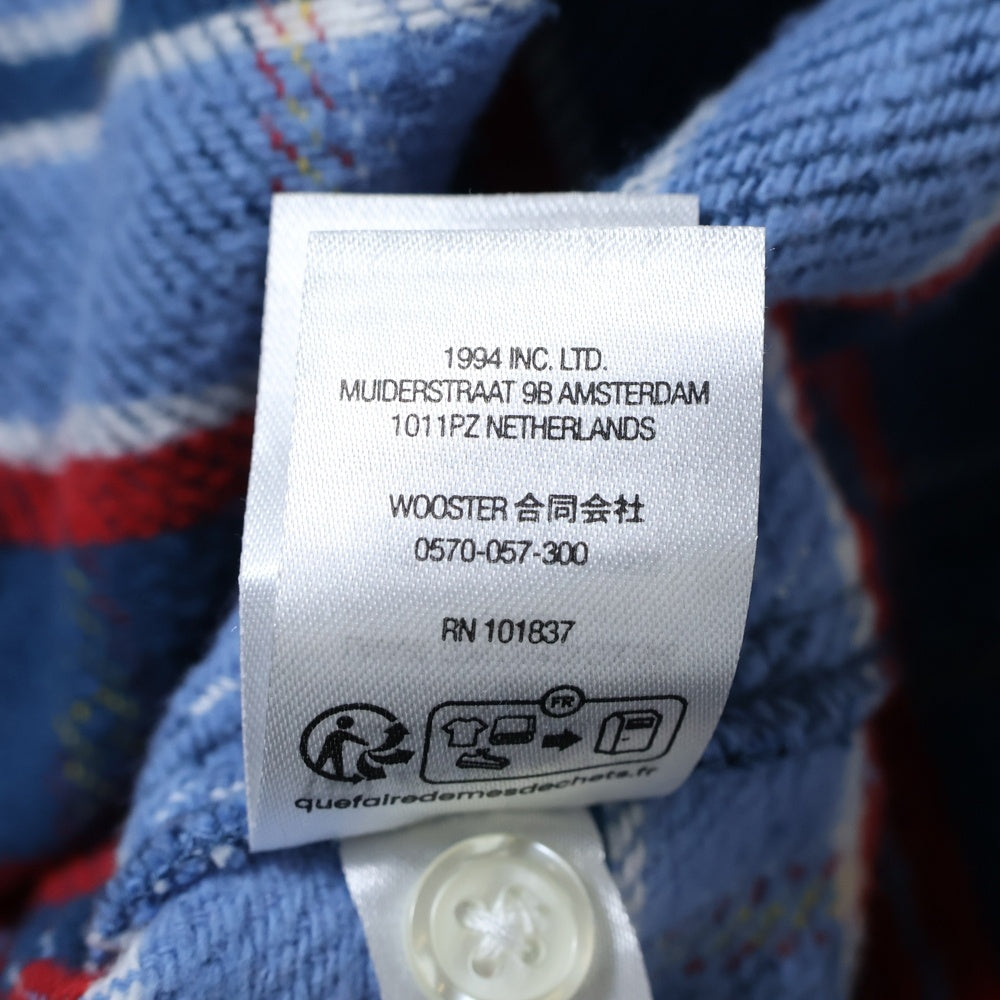 1994 INC. LTD.
MUIDERSTRAAT 9B AMSTERDAM
1011PZ NETHERLANDS
WOOSTER 合同会社
0570-057-300
RN 101837
FR
quefairedemesdechets.fr